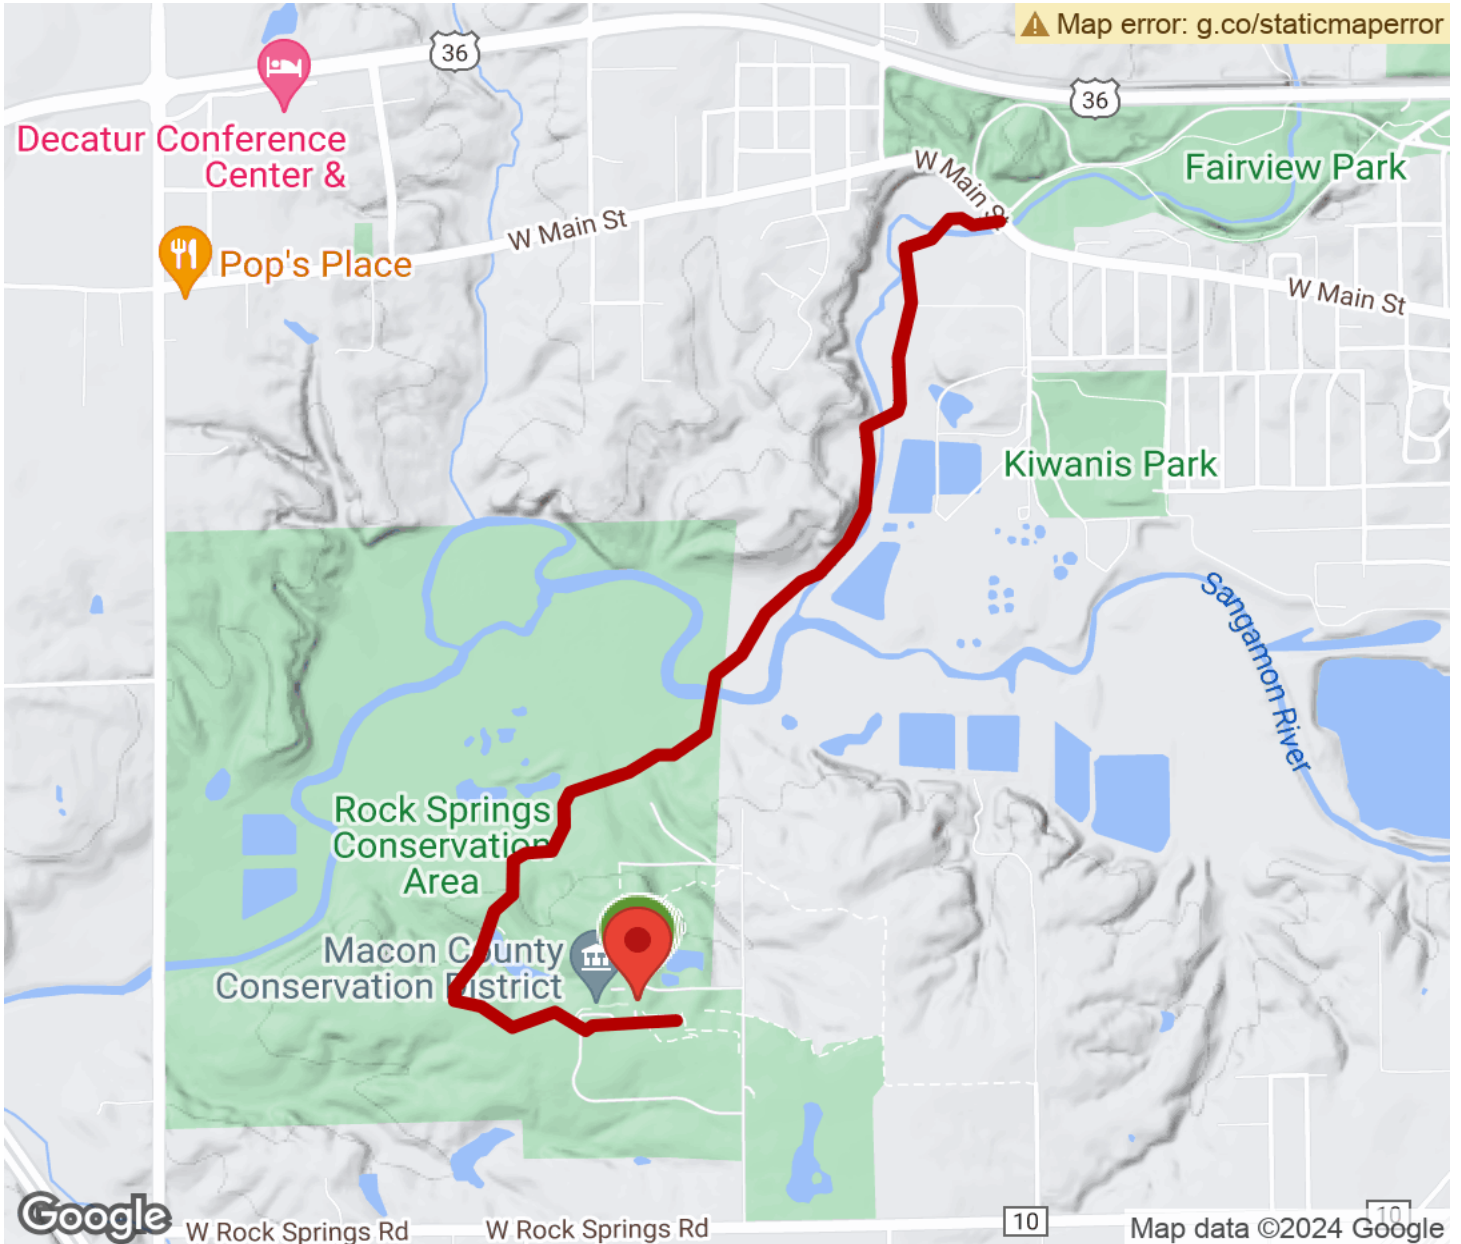 Map error: g.co/staticmaperror
36
36
Decatur Conference
Center &
W Main St
Fairview Park
W Main St
Pop's Place
W Main St
Kiwanis Park
Sangamon River
Rock Springs
Conservation
Area
Macon County
Conservation District
Google
W Rock Springs Rd
W Rock Springs Rd
10
10
Map data ©2024 Google